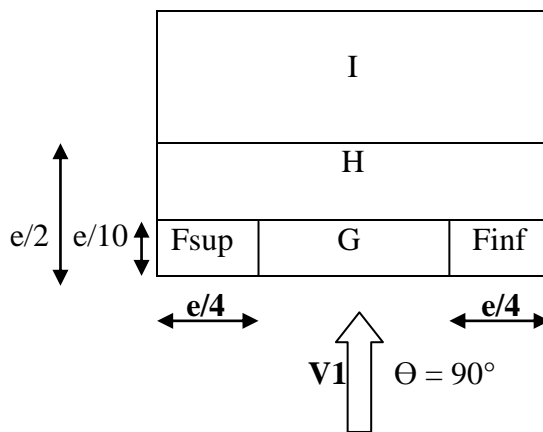 I
H
e/2 e/10 Fsup G Finf
e/4 e/4
V1 Ө = 90°